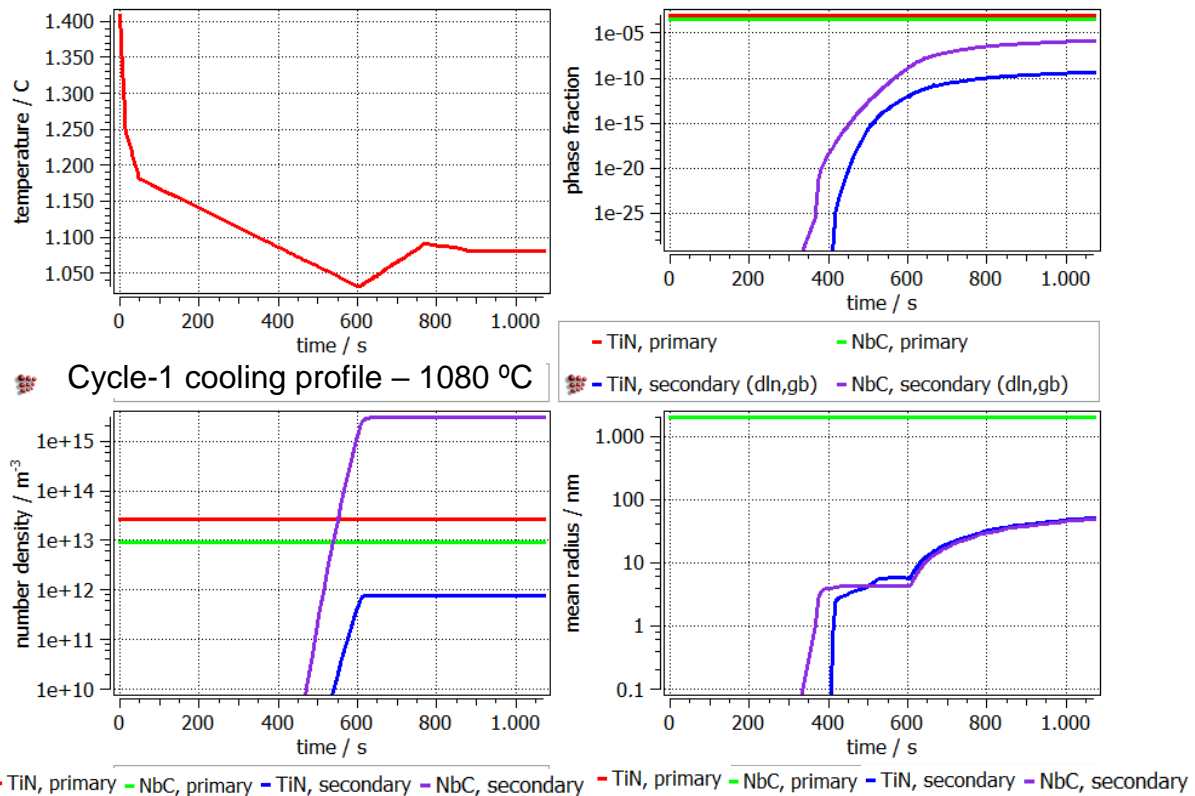 temperature / C
1.400
1.350
1.300
1.250
1.200
1.150
1.100
1.050
0 200 400 600 800 1.000
time / s
phase fraction
1e-05
1e-10
1e-15
1e-20
1e-25
0 200 400 600 800 1.000
time / s
TiN, primary NbC, primary
TiN, secondary (dln,gb) NbC, secondary (dln,gb)
Cycle-1 cooling profile – 1080 ºC
number density / m⁻³
1e+15
1e+14
1e+13
1e+12
1e+11
1e+10
0 200 400 600 800 1.000
time / s
TiN, primary NbC, primary TiN, secondary NbC, secondary
mean radius / nm
1.000
100
10
1
0.1
0 200 400 600 800 1.000
time / s
TiN, primary NbC, primary TiN, secondary NbC, secondary